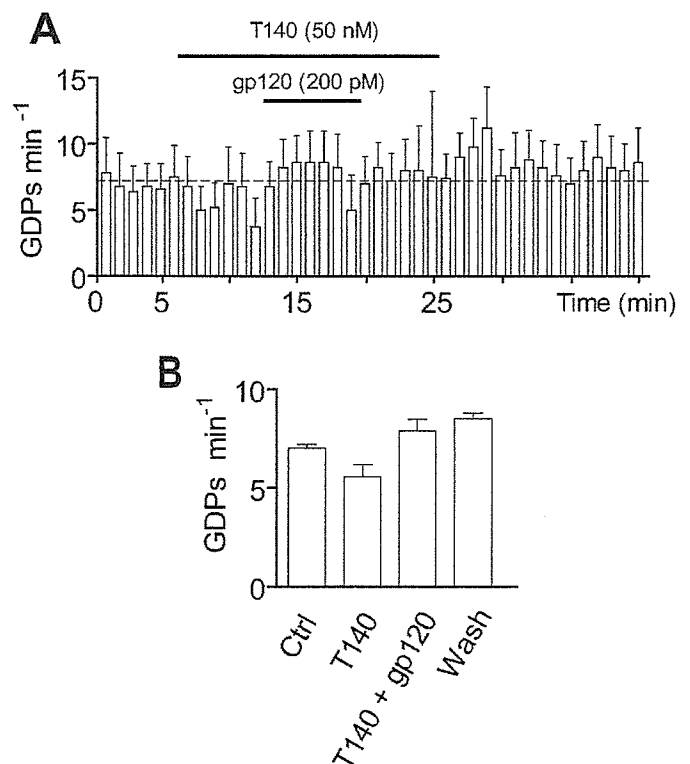 A
T140 (50 nM)
gp120 (200 pM)
GDPs min -1
15
10
5
0
0 5 15 25 Time (min)
B
GDPs min-1
10
5
0
Ctrl
T140
T140 + gp120
Wash